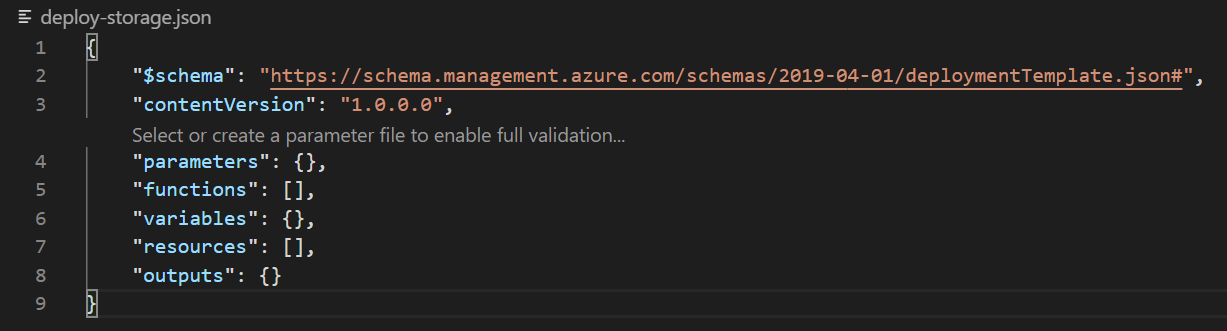 deploy-storage.json
1 {
2 "$schema": "https://schema.management.azure.com/schemas/2019-04-01/deploymentTemplate.json#",
3 "contentVersion": "1.0.0.0",
Select or create a parameter file to enable full validation...
4 "parameters": {},
5 "functions": [],
6 "variables": {},
7 "resources": [],
8 "outputs": {}
9 }